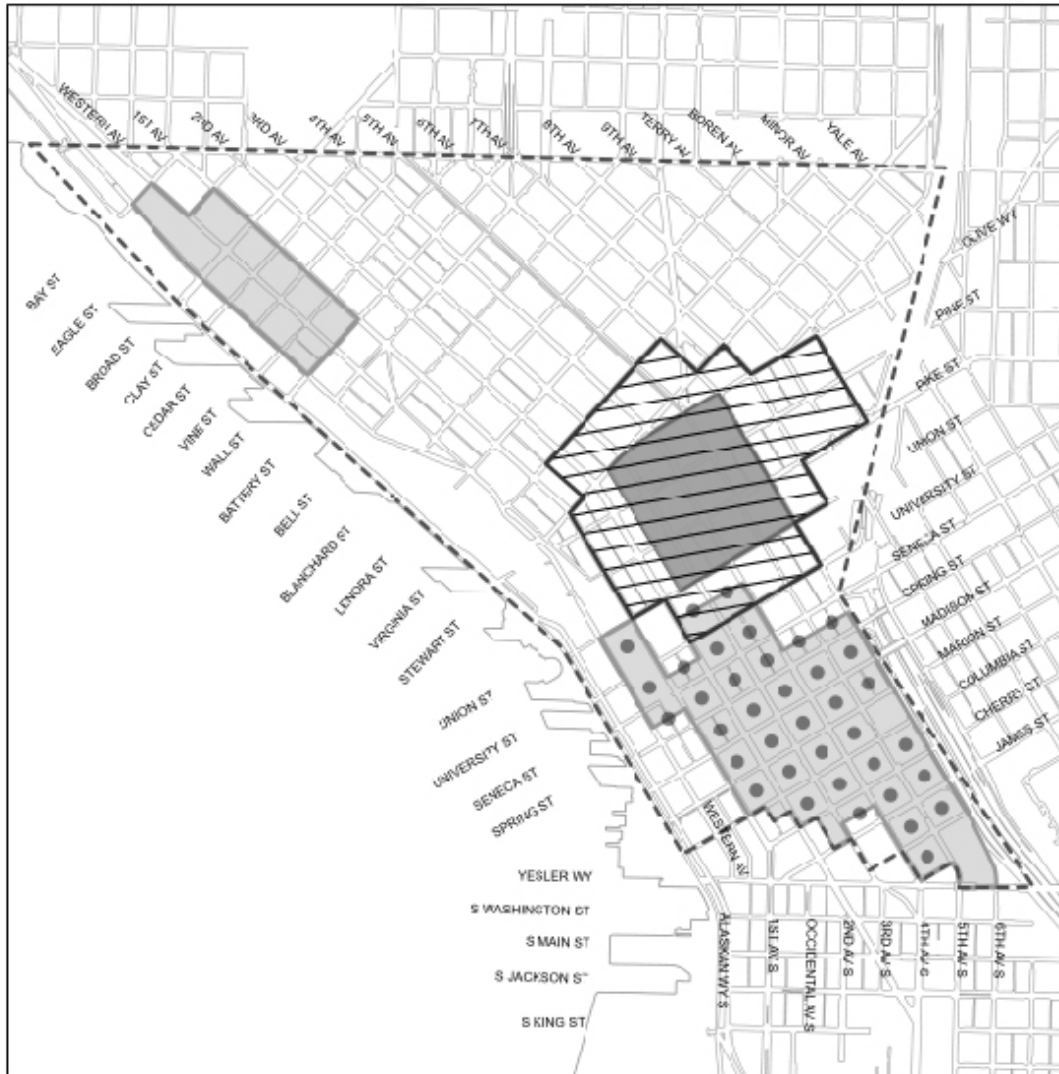 WESTERN AV
1ST AV
2ND AV
3RD AV
4TH AV
5TH AV
6TH AV
7TH AV
8TH AV
9TH AV
TERRY AV
BOREN AV
MINOR AV
YALE AV
OLIVE WY
PINE ST
PIKE ST
UNION ST
UNIVERSITY ST
SENECA ST
SPRING ST
MADISON ST
MARION ST
COLUMBIA ST
CHERRY ST
JAMES ST
BAY ST
EAGLE ST
BROAD ST
CLAY ST
CEDAR ST
VINE ST
WALL ST
BATTERY ST
BELL ST
BLANCHARD ST
LENORA ST
VIRGINIA ST
STEWART ST
UNION ST
UNIVERSITY ST
SENECA ST
SPRING ST
WESTERN AV
YESLER WY
S WASHINGTON ST
S MAIN ST
S JACKSON ST
S KING ST
ALASKAN WY S
1ST AV S
OCCIDENTAL AV S
2ND AV S
3RD AV S
4TH AV S
5TH AV S
6TH AV S